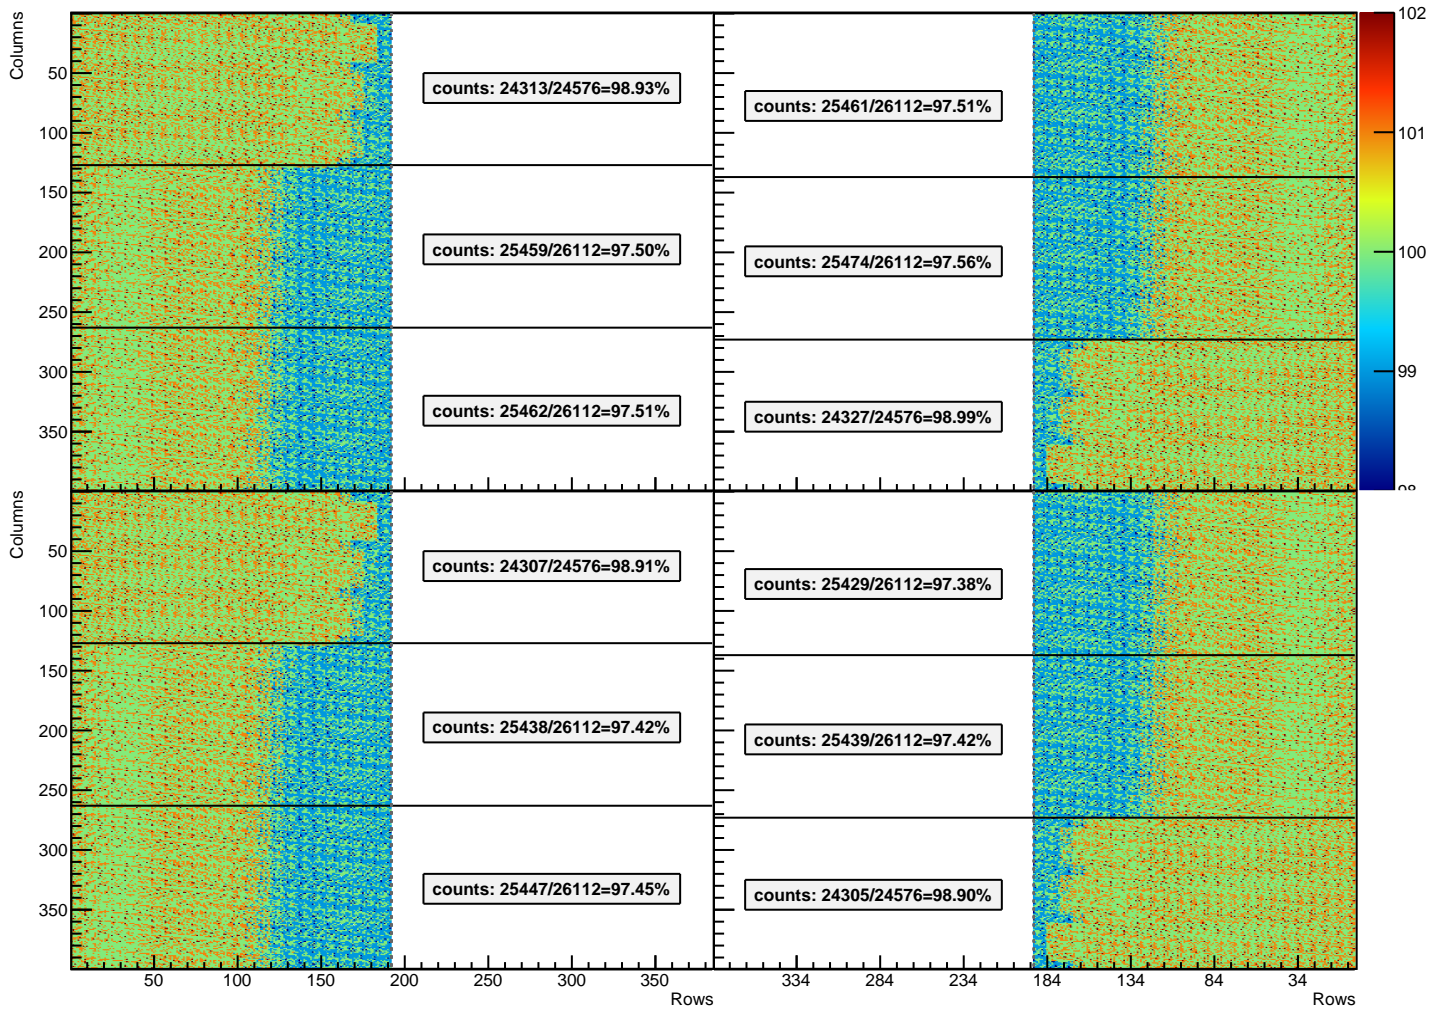 Columns
50
100
150
200
250
300
350
counts: 24313/24576=98.93%
counts: 25459/26112=97.50%
counts: 25462/26112=97.51%
counts: 25461/26112=97.51%
counts: 25474/26112=97.56%
counts: 24327/24576=98.99%
102
101
100
99
Columns
50
100
150
200
250
300
350
counts: 24307/24576=98.91%
counts: 25438/26112=97.42%
counts: 25447/26112=97.45%
counts: 25429/26112=97.38%
counts: 25439/26112=97.42%
counts: 24305/24576=98.90%
50 100 150 200 250 300 350
Rows
334 284 234 184 134 84 34
Rows